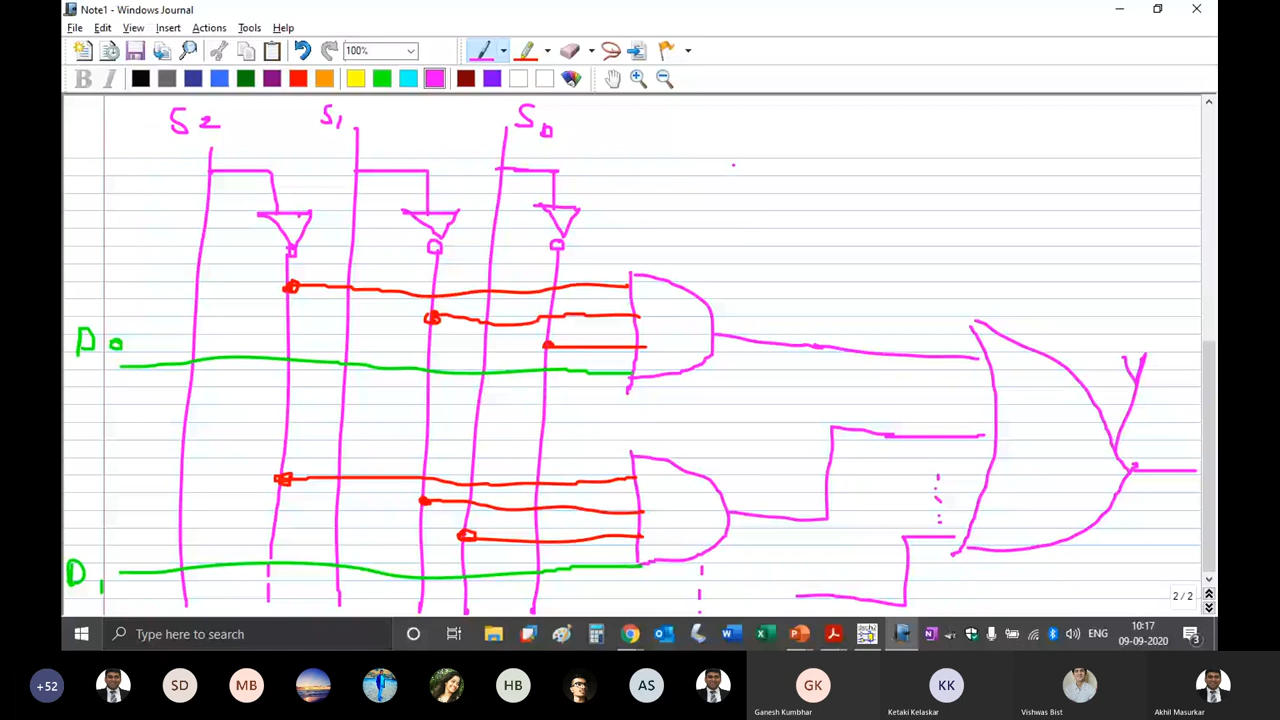 Note1 - Windows Journal
File Edit View Insert Actions Tools Help
100%
B I
S2 S1 S0
D0
Y
D1
2 / 2
Type here to search
ENG
10:17
09-09-2020
3
+52 SD MB HB AS GK KK
Ganesh Kumbhar Ketaki Kelaskar Vishwas Bist Akhil Masurkar